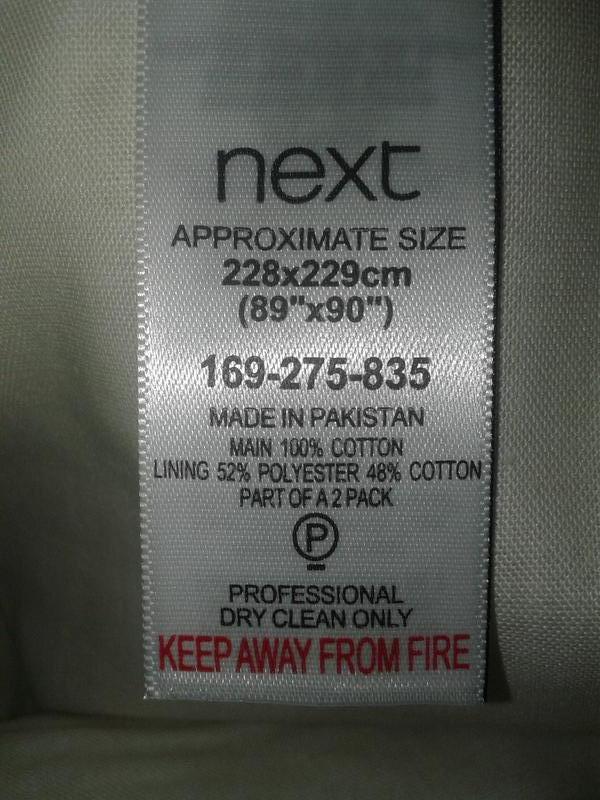 next
APPROXIMATE SIZE
228x229cm
(89"x90")
169-275-835
MADE IN PAKISTAN
MAIN 100% COTTON
LINING 52% POLYESTER 48% COTTON
PART OF A 2 PACK
P
PROFESSIONAL
DRY CLEAN ONLY
KEEP AWAY FROM FIRE